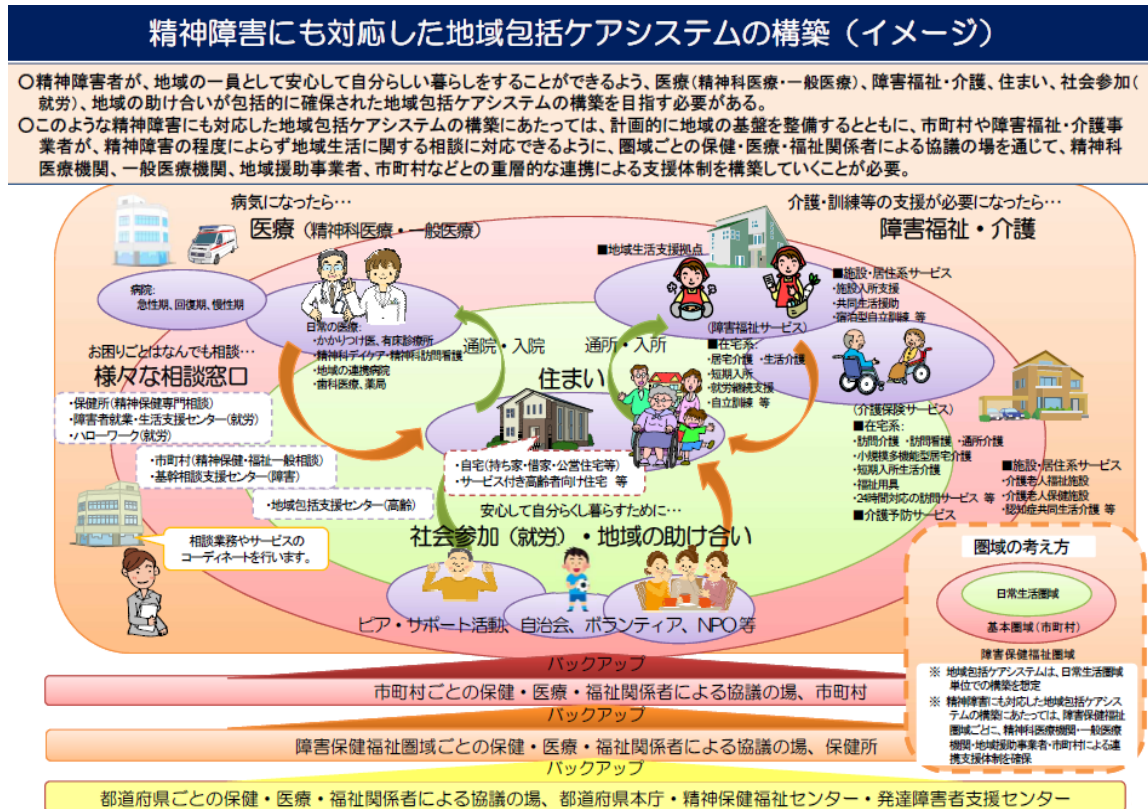 精神障害にも対応した地域包括ケアシステムの構築（イメージ）
○精神障害者が、地域の一員として安心して自分らしい暮らしをすることができるよう、医療(精神科医療・一般医療)、障害福祉・介護、住まい、社会参加(
就労)、地域の助け合いが包括的に確保された地域包括ケアシステムの構築を目指す必要がある。
○このような精神障害にも対応した地域包括ケアシステムの構築にあたっては、計画的に地域の基盤を整備するとともに、市町村や障害福祉・介護事
業者が、精神障害の程度によらず地域生活に関する相談に対応できるように、圏域ごとの保健・医療・福祉関係者による協議の場を通じて、精神科
医療機関、一般医療機関、地域援助事業者、市町村などとの重層的な連携による支援体制を構築していくことが必要。
病気になったら…
医療（精神科医療・一般医療）
病院:
急性期、回復期、慢性期
日常の医療:
・かかりつけ医、有床診療所
・精神科デイケア・精神科訪問看護
・地域の連携病院
・歯科医療、薬局
通院・入院
介護・訓練等の支援が必要になったら…
障害福祉・介護
■地域生活支援拠点
■施設・居住系サービス
・施設入所支援
・共同生活援助
・宿泊型自立訓練 等
(障害福祉サービス)
■在宅系:
・居宅介護 ・生活介護
・短期入所
・就労継続支援
・自立訓練 等
通所・入所
(介護保険サービス)
■在宅系:
・訪問介護 ・訪問看護 ・通所介護
・小規模多機能型居宅介護
・短期入所生活介護
・福祉用具
・24時間対応の訪問サービス 等
■介護予防サービス
■施設・居住系サービス
・介護老人福祉施設
・介護老人保健施設
・認知症共同生活介護 等
お困りごとはなんでも相談…
様々な相談窓口
・保健所(精神保健専門相談)
・障害者就業・生活支援センター(就労)
・ハローワーク(就労)
・市町村(精神保健・福祉一般相談)
・基幹相談支援センター(障害)
・地域包括支援センター(高齢)
相談業務やサービスの
コーディネートを行います。
住まい
・自宅(持ち家・借家・公営住宅等)
・サービス付き高齢者向け住宅 等
安心して自分らくし暮らすために…
社会参加（就労）・地域の助け合い
ピア・サポート活動、自治会、ボランティア、NPO等
圏域の考え方
日常生活圏域
基本圏域(市町村)
障害保健福祉圏域
※ 地域包括ケアシステムは、日常生活圏域
単位での構築を想定
※ 精神障害にも対応した地域包括ケアシス
テムの構築にあたっては、障害保健福祉
圏域ごとに、精神科医療機関・一般医療
機関・地域援助事業者・市町村による連
携支援体制を確保
バックアップ
市町村ごとの保健・医療・福祉関係者による協議の場、市町村
バックアップ
障害保健福祉圏域ごとの保健・医療・福祉関係者による協議の場、保健所
バックアップ
都道府県ごとの保健・医療・福祉関係者による協議の場、都道府県本庁・精神保健福祉センター・発達障害者支援センター